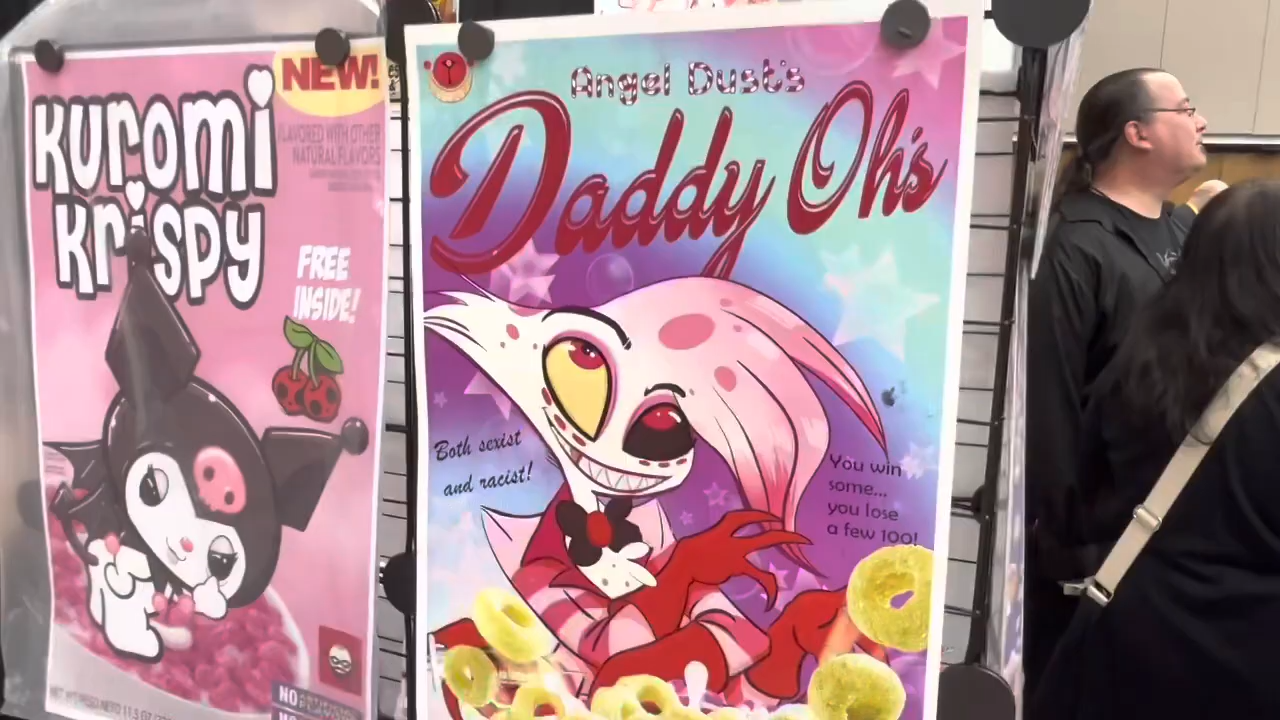 NEW!
Kuromi
Krispy
FLAVORED WITH OTHER
NATURAL FLAVORS
FREE
INSIDE!
NO
Angel Dust's
Daddy Oh's
Both sexist
and racist!
You win
some...
you lose
a few 100!